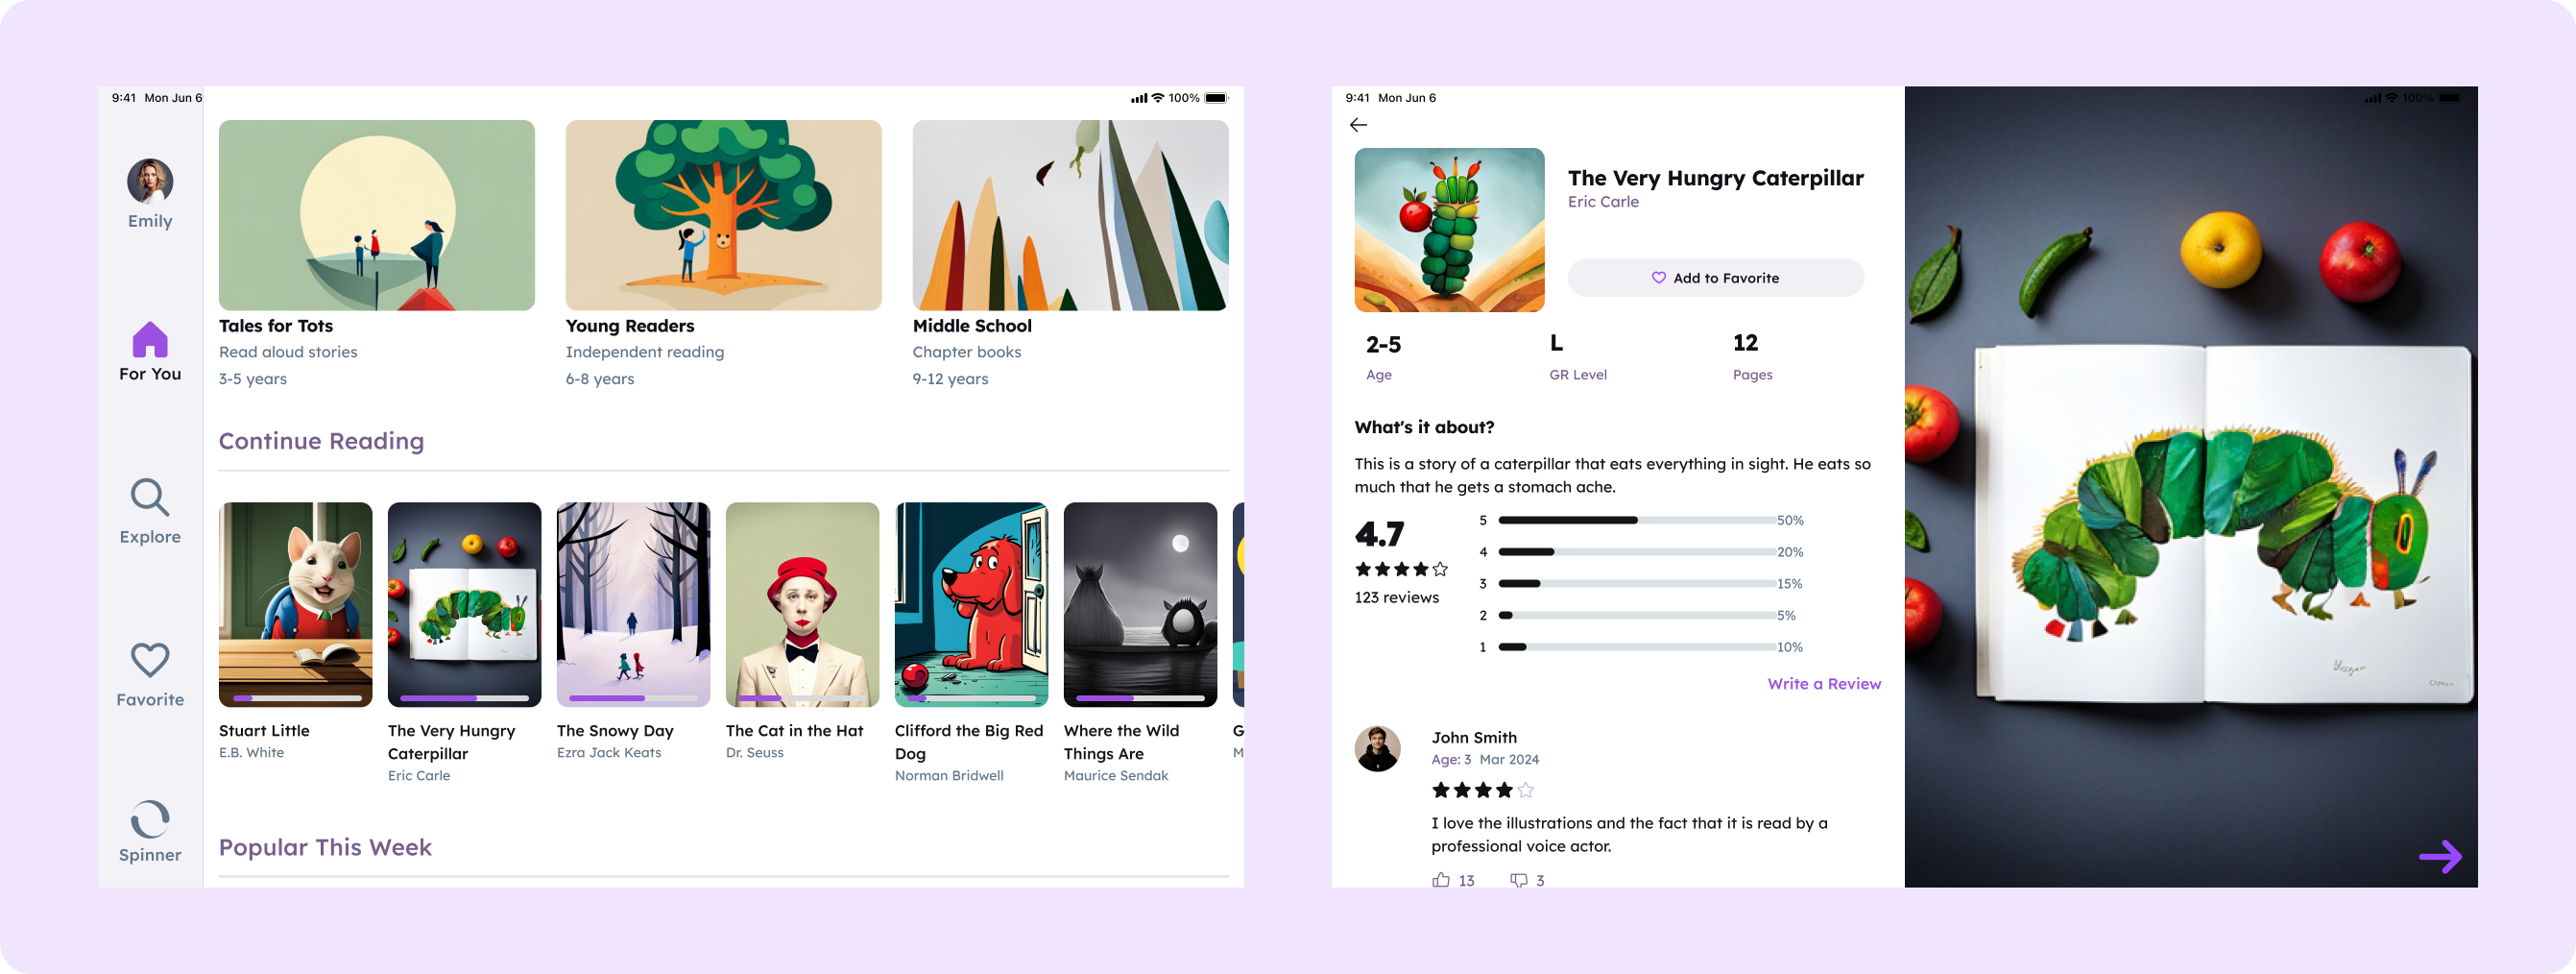 9:41 Mon Jun 6
100%
Emily
For You
Explore
Favorite
Spinner
Tales for Tots
Read aloud stories
3-5 years
Young Readers
Independent reading
6-8 years
Middle School
Chapter books
9-12 years
Continue Reading
Stuart Little
E.B. White
The Very Hungry
Caterpillar
Eric Carle
The Snowy Day
Ezra Jack Keats
The Cat in the Hat
Dr. Seuss
Clifford the Big Red
Dog
Norman Bridwell
Where the Wild
Things Are
Maurice Sendak
G
M
Popular This Week
9:41 Mon Jun 6
100%
The Very Hungry Caterpillar
Eric Carle
Add to Favorite
2-5
Age
L
GR Level
12
Pages
What's it about?
This is a story of a caterpillar that eats everything in sight. He eats so
much that he gets a stomach ache.
4.7
123 reviews
5 50%
4 20%
3 15%
2 5%
1 10%
Write a Review
John Smith
Age: 3 Mar 2024
I love the illustrations and the fact that it is read by a
professional voice actor.
13 3